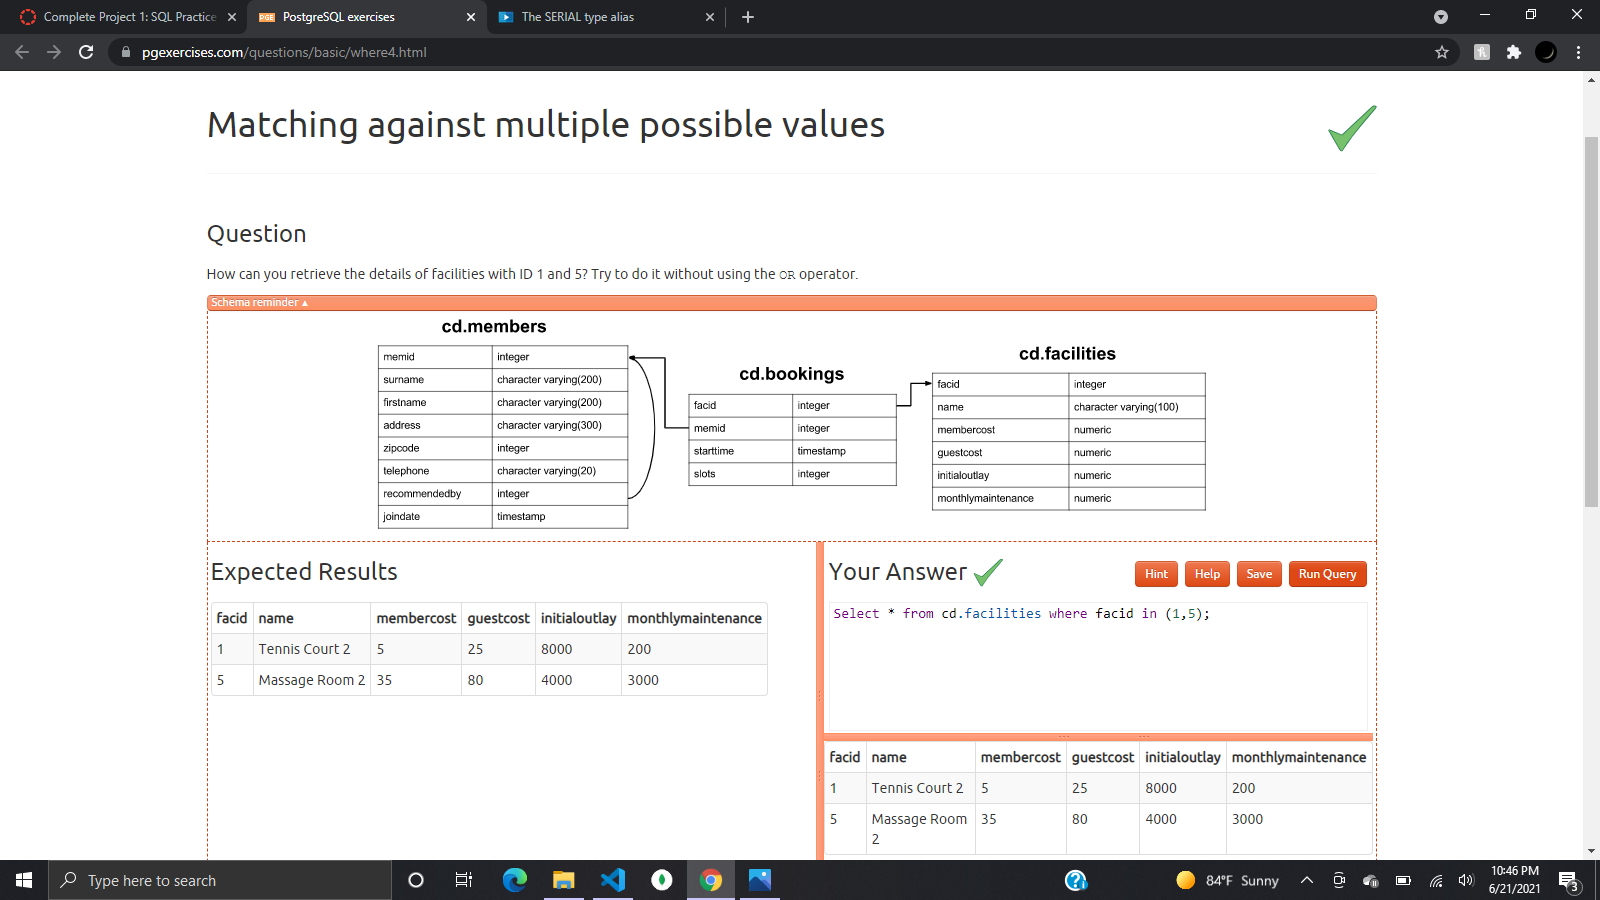 Complete Project 1: SQL Practice
PGE PostgreSQL exercises
The SERIAL type alias
pgexercises.com/questions/basic/where4.html
Matching against multiple possible values
Question
How can you retrieve the details of facilities with ID 1 and 5? Try to do it without using the OR operator.
Schema reminder ▲
cd.members
memid integer
surname character varying(200)
firstname character varying(200)
address character varying(300)
zipcode integer
telephone character varying(20)
recommendedby integer
joindate timestamp
cd.bookings
facid integer
memid integer
starttime timestamp
slots integer
cd.facilities
facid integer
name character varying(100)
membercost numeric
guestcost numeric
initialoutlay numeric
monthlymaintenance numeric
Expected Results
facid name membercost guestcost initialoutlay monthlymaintenance
1 Tennis Court 2 5 25 8000 200
5 Massage Room 2 35 80 4000 3000
Your Answer
Hint Help Save Run Query
Select * from cd.facilities where facid in (1,5);
facid name membercost guestcost initialoutlay monthlymaintenance
1 Tennis Court 2 5 25 8000 200
5 Massage Room 2 35 80 4000 3000
Type here to search
84°F Sunny
10:46 PM
6/21/2021
3